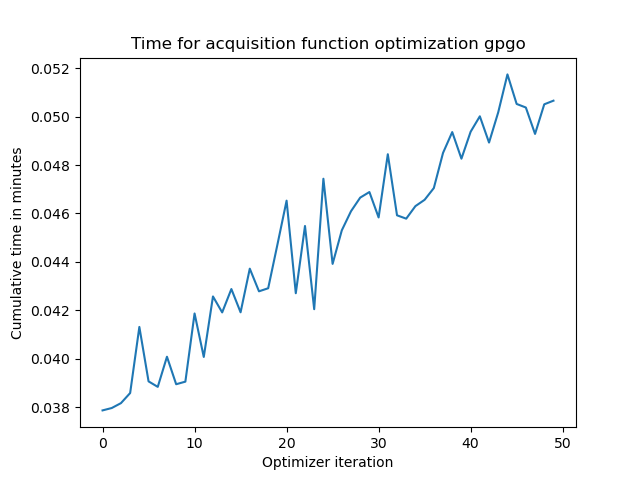 Time for acquisition function optimization gpgo
Cumulative time in minutes
0.052
0.050
0.048
0.046
0.044
0.042
0.040
0.038
0 10 20 30 40 50
Optimizer iteration